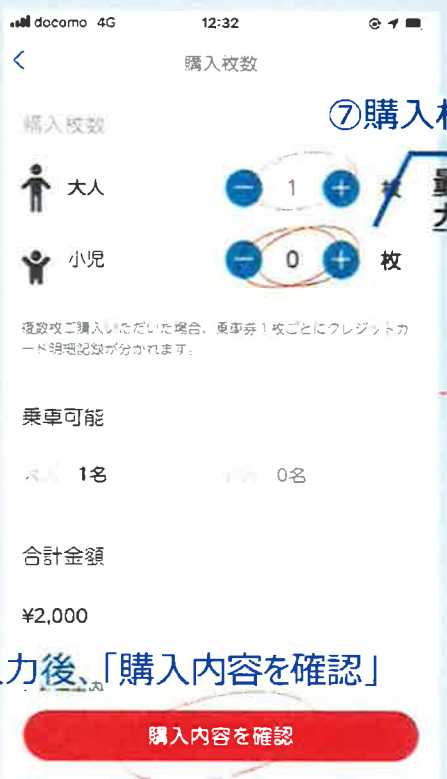 docomo 4G 12:32
購入枚数
⑦購入
購入枚数
大人 1
小児 0 枚
複数枚ご購入いただいた場合、乗車券1枚ごとにクレジットカ
ード明細記録が分かれます。
乗車可能
1名 0名
合計金額
¥2,000
力後、「購入内容を確認」
購入内容を確認